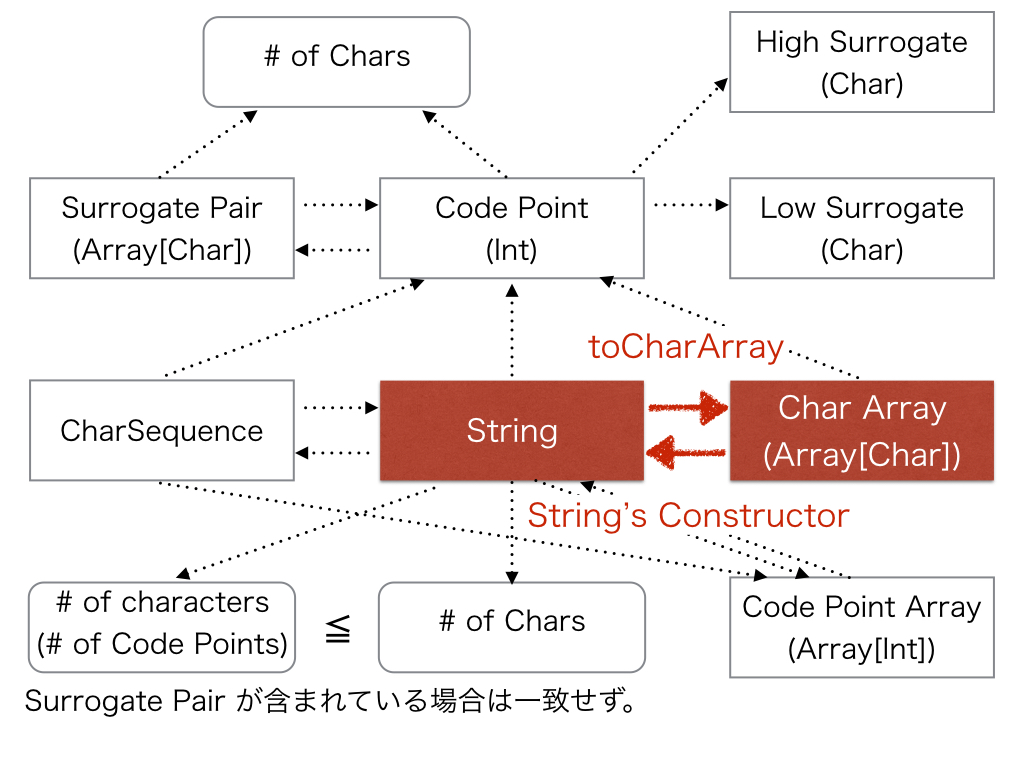 # of Chars
High Surrogate
(Char)
Surrogate Pair
(Array[Char])
Code Point
(Int)
Low Surrogate
(Char)
toCharArray
CharSequence
String
Char Array
(Array[Char])
String's Constructor
# of characters
(# of Code Points)
≦
# of Chars
Code Point Array
(Array[Int])
Surrogate Pair が含まれている場合は一致せず。